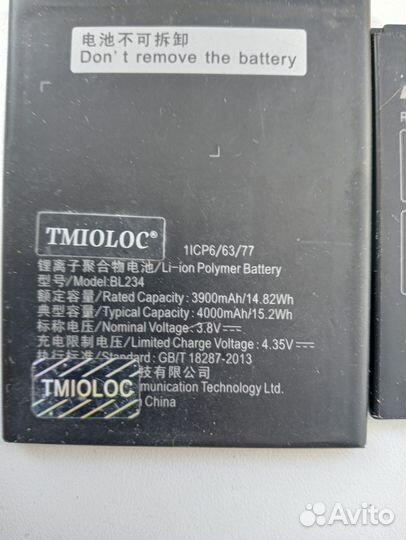 电池不可拆卸
Don't remove the battery
TMIOLOC®
1ICP6/63/77
锂离子聚合物电池/Li-ion Polymer Battery
型号/Model:BL234
额定容量/Rated Capacity: 3900mAh/14.82Wh
典型容量/Typical Capacity: 4000mAh/15.2Wh
标称电压/Nominal Voltage: 3.8V
充电限制电压/Limited Charge Voltage: 4.35V
执行标准/Standard: GB/T 18287-2013
技有限公司
TMIOLOC
munication Technology Ltd.
China
Avito